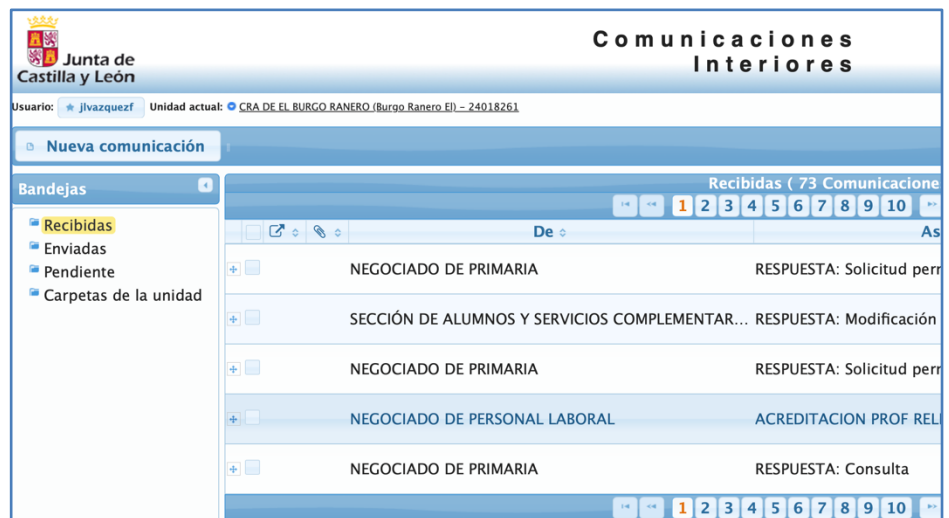 Junta de
Castilla y León
Comunicaciones
Interiores
Usuario: jlvazquezf Unidad actual: CRA DE EL BURGO RANERO (Burgo Ranero El) - 24018261
Nueva comunicación
Bandejas
Recibidas
Enviadas
Pendiente
Carpetas de la unidad
Recibidas ( 73 Comunicacione
1 2 3 4 5 6 7 8 9 10
De As
NEGOCIADO DE PRIMARIA RESPUESTA: Solicitud perr
SECCIÓN DE ALUMNOS Y SERVICIOS COMPLEMENTAR... RESPUESTA: Modificación
NEGOCIADO DE PRIMARIA RESPUESTA: Solicitud perr
NEGOCIADO DE PERSONAL LABORAL ACREDITACION PROF REL
NEGOCIADO DE PRIMARIA RESPUESTA: Consulta
1 2 3 4 5 6 7 8 9 10